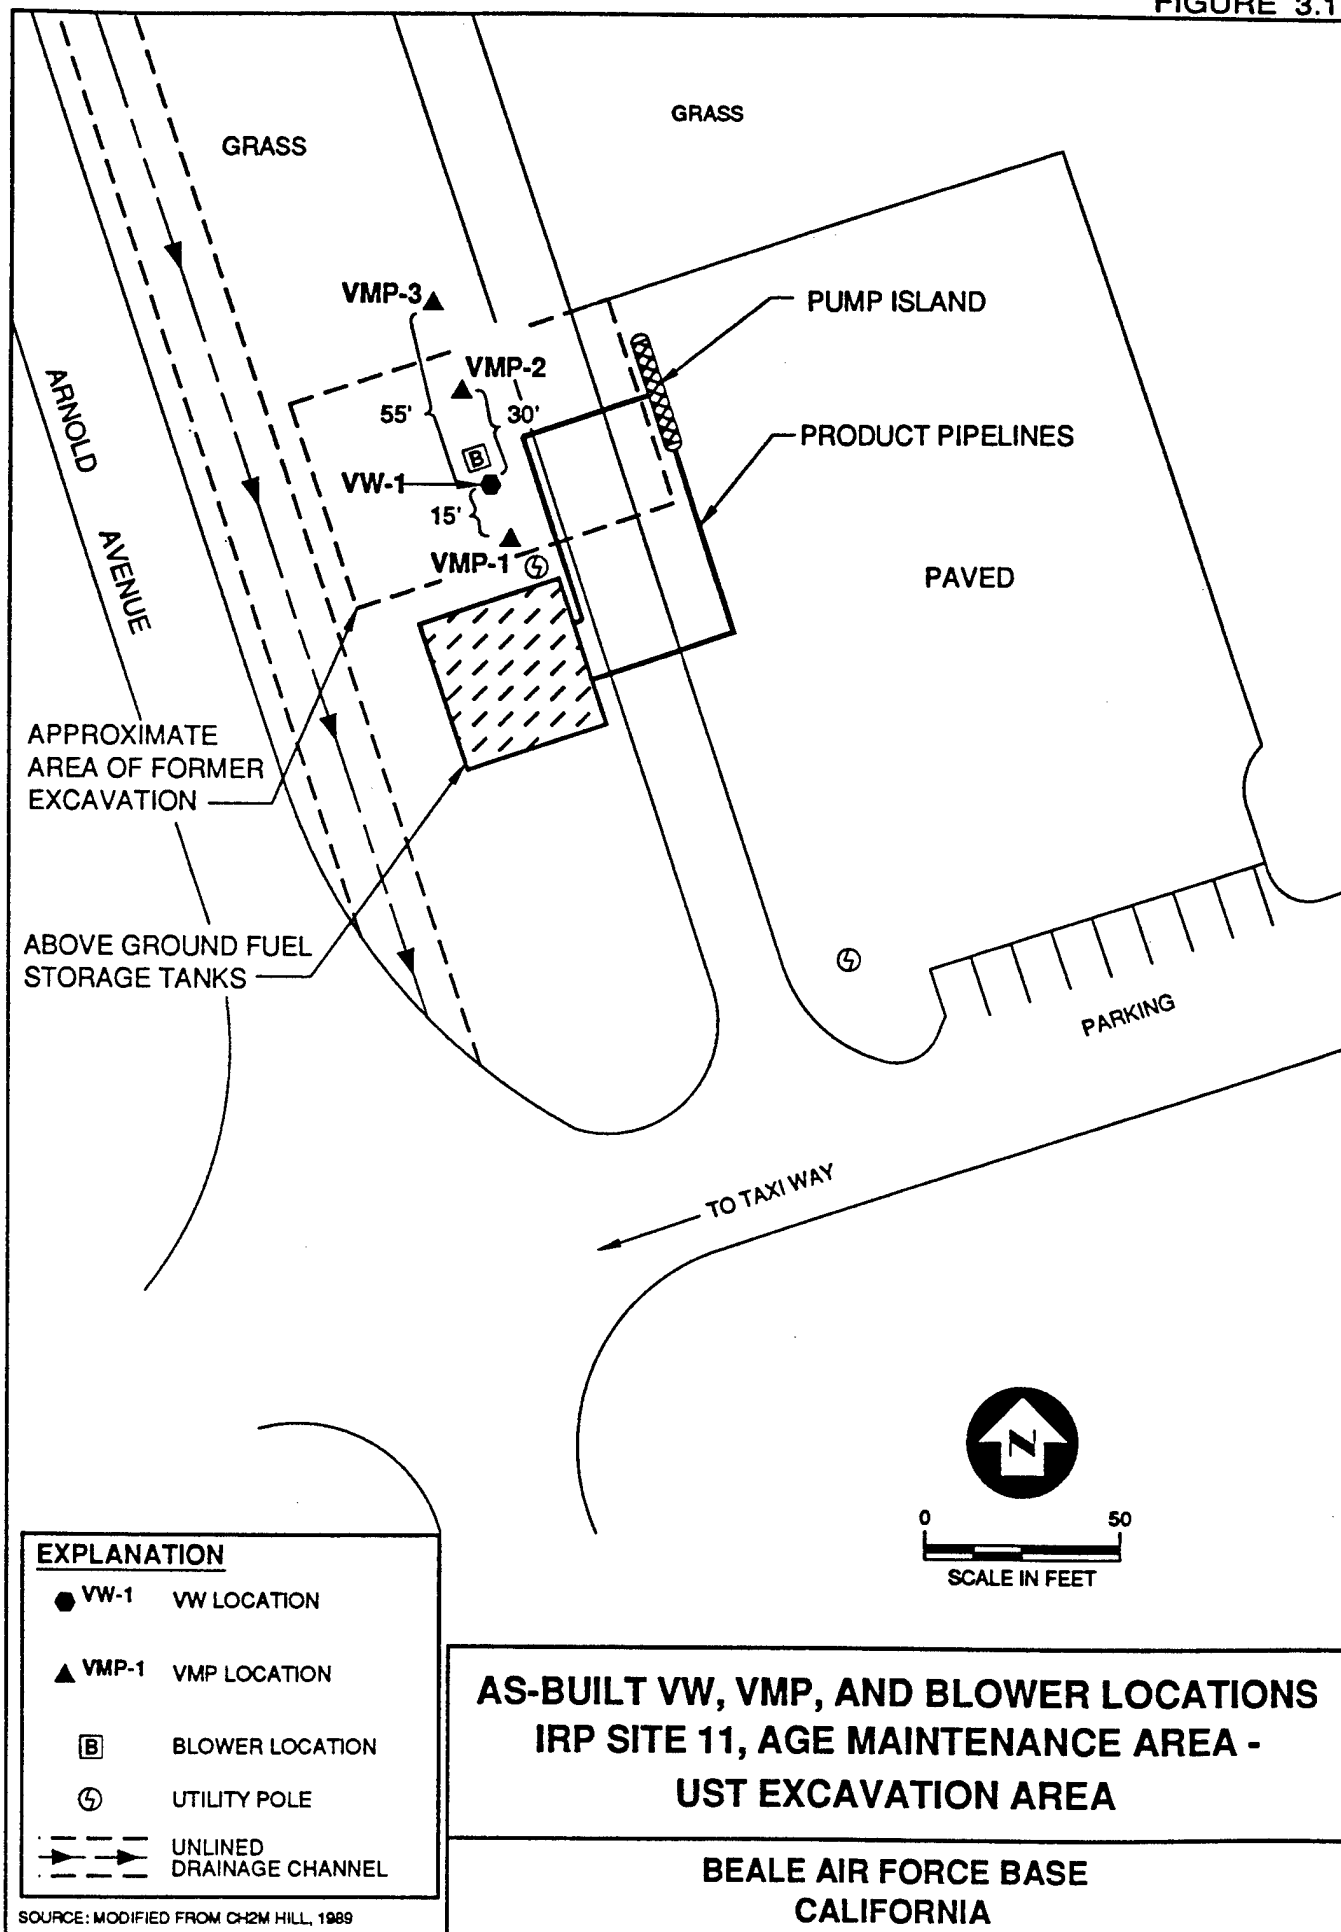 FIGURE 3.1
GRASS
GRASS
VMP-3
PUMP ISLAND
VMP-2
55'
30'
ARNOLD
AVENUE
PRODUCT PIPELINES
B
VW-1
15'
VMP-1
PAVED
APPROXIMATE
AREA OF FORMER
EXCAVATION
ABOVE GROUND FUEL
STORAGE TANKS
PARKING
TO TAXI WAY
N
0 50
SCALE IN FEET
EXPLANATION
VW-1 VW LOCATION
VMP-1 VMP LOCATION
B BLOWER LOCATION
UTILITY POLE
UNLINED
DRAINAGE CHANNEL
SOURCE: MODIFIED FROM CH2M HILL, 1989
AS-BUILT VW, VMP, AND BLOWER LOCATIONS
IRP SITE 11, AGE MAINTENANCE AREA -
UST EXCAVATION AREA
BEALE AIR FORCE BASE
CALIFORNIA